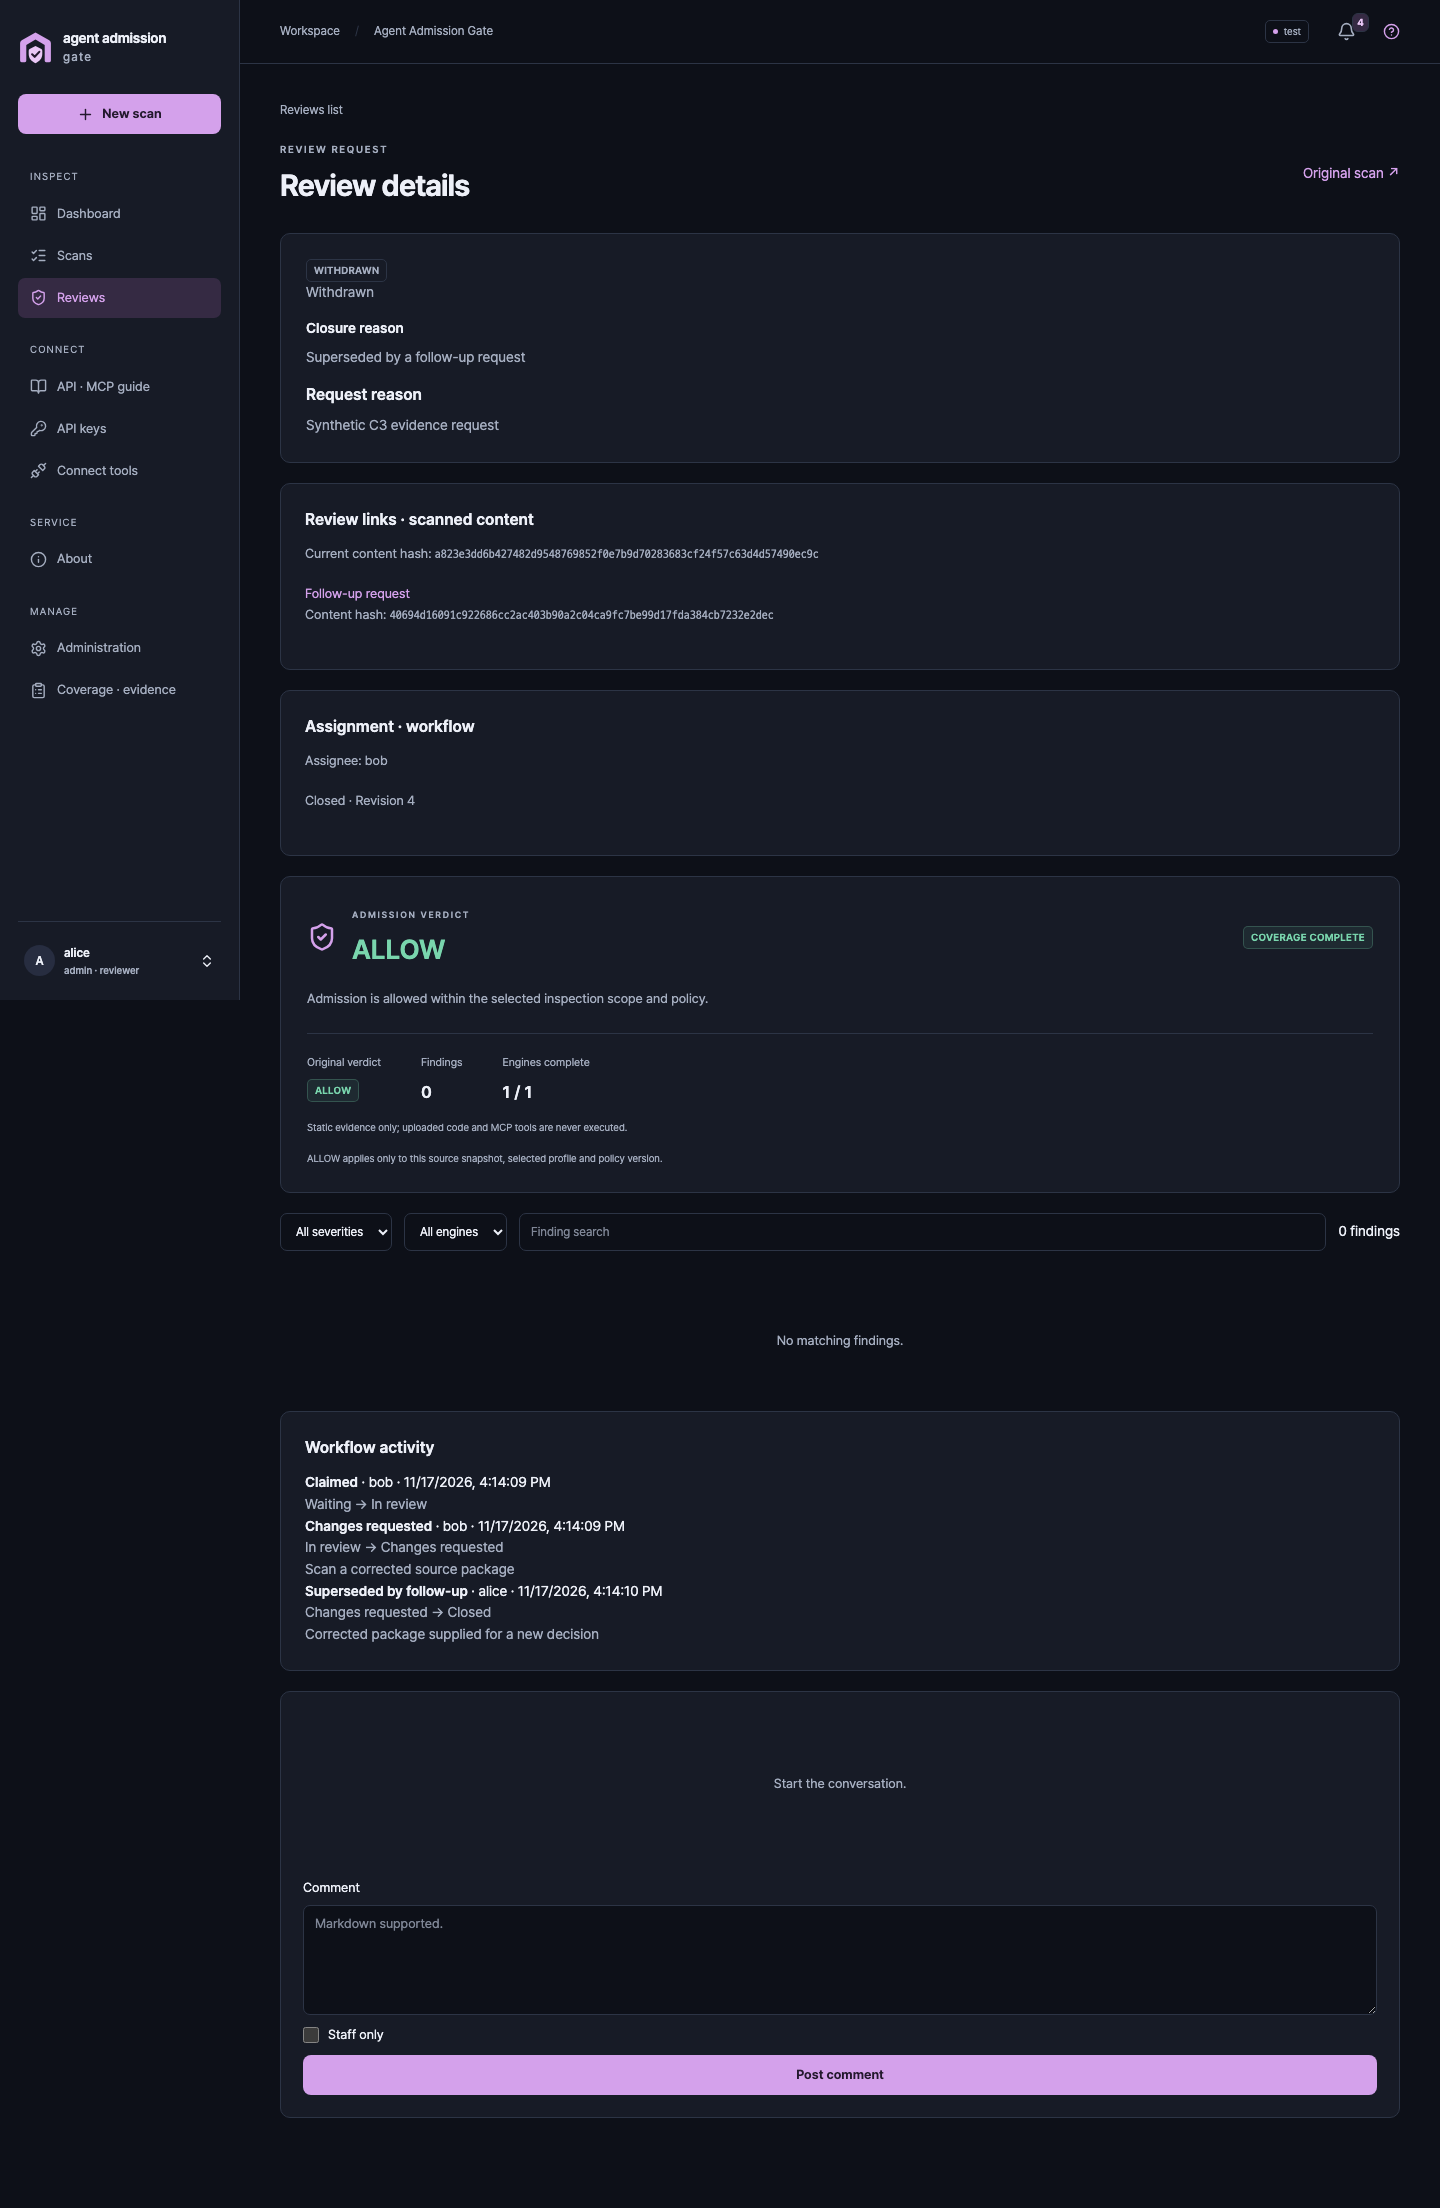 agent admission
gate
New scan
INSPECT
Dashboard
Scans
Reviews
CONNECT
API · MCP guide
API keys
Connect tools
SERVICE
About
MANAGE
Administration
Coverage · evidence
A
alice
admin · reviewer
Workspace / Agent Admission Gate
test
4
Reviews list
REVIEW REQUEST
Review details
Original scan ↗
WITHDRAWN
Withdrawn
Closure reason
Superseded by a follow-up request
Request reason
Synthetic C3 evidence request
Review links · scanned content
Current content hash: a823e3dd6b427482d9548769852f0e7b9d70283683cf24f57c63d4d57490ec9c
Follow-up request
Content hash: 40694d16091c922686cc2ac403b90a2c04ca9fc7be99d17fda384cb7232e2dec
Assignment · workflow
Assignee: bob
Closed · Revision 4
ADMISSION VERDICT
ALLOW
COVERAGE COMPLETE
Admission is allowed within the selected inspection scope and policy.
Original verdict
ALLOW
Findings
0
Engines complete
1 / 1
Static evidence only; uploaded code and MCP tools are never executed.
ALLOW applies only to this source snapshot, selected profile and policy version.
All severities
All engines
Finding search
0 findings
No matching findings.
Workflow activity
Claimed · bob · 11/17/2026, 4:14:09 PM
Waiting → In review
Changes requested · bob · 11/17/2026, 4:14:09 PM
In review → Changes requested
Scan a corrected source package
Superseded by follow-up · alice · 11/17/2026, 4:14:10 PM
Changes requested → Closed
Corrected package supplied for a new decision
Start the conversation.
Comment
Markdown supported.
Staff only
Post comment